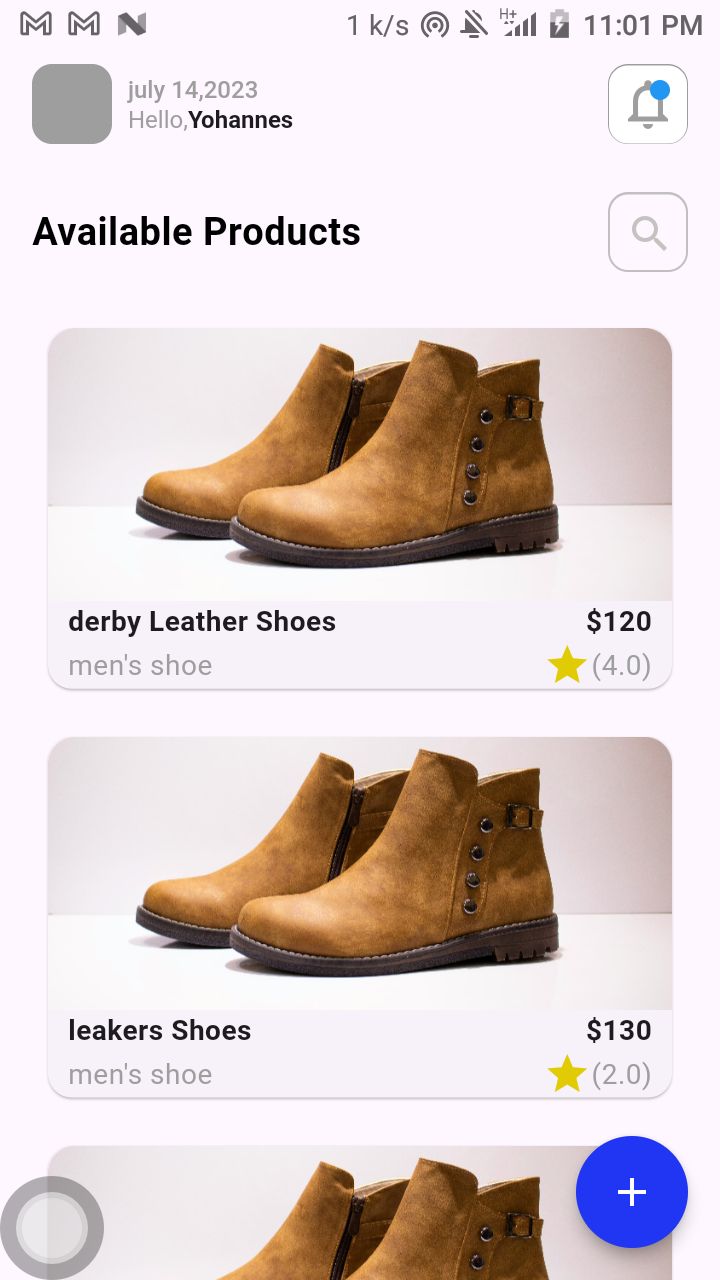 1 k/s H+ 11:01 PM
july 14,2023
Hello,Yohannes
Available Products
derby Leather Shoes $120
men's shoe (4.0)
leakers Shoes $130
men's shoe (2.0)